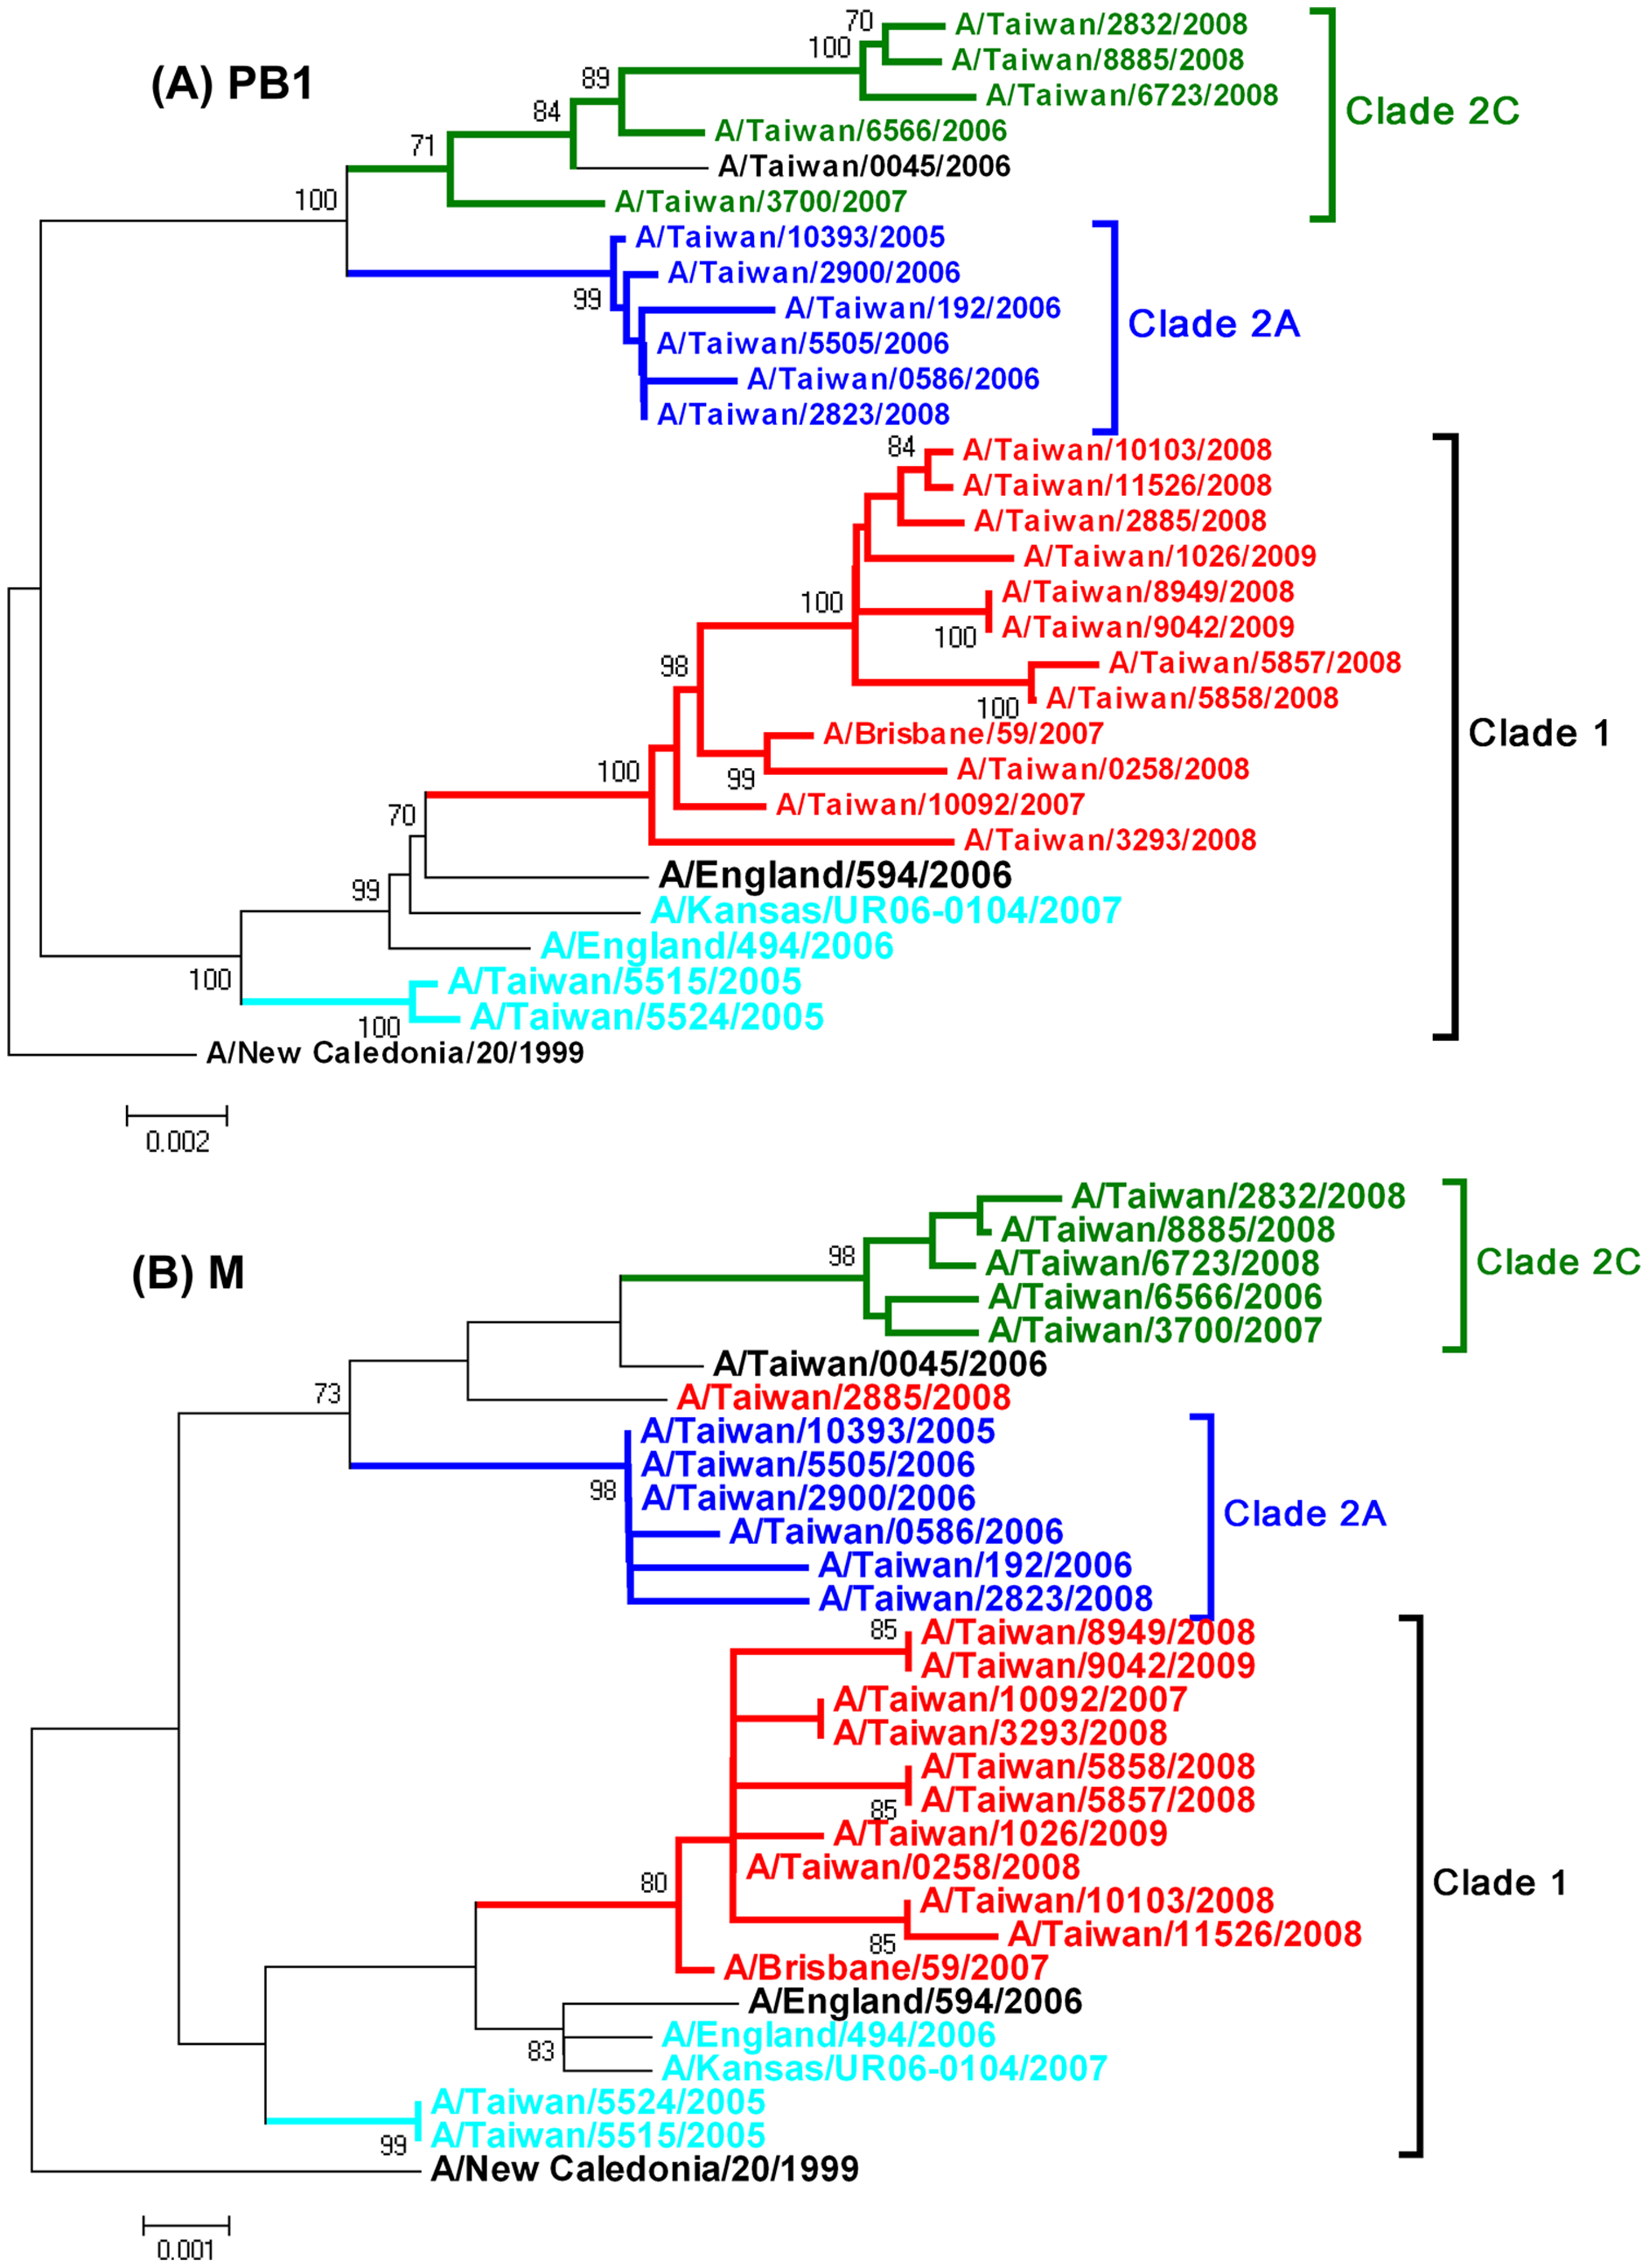 (A) PB1
70
A/Taiwan/2832/2008
100
A/Taiwan/8885/2008
89
A/Taiwan/6723/2008
Clade 2C
84
A/Taiwan/6566/2006
71
A/Taiwan/0045/2006
100
A/Taiwan/3700/2007
A/Taiwan/10393/2005
A/Taiwan/2900/2006
99
A/Taiwan/192/2006
Clade 2A
A/Taiwan/5505/2006
A/Taiwan/0586/2006
A/Taiwan/2823/2008
84
A/Taiwan/10103/2008
A/Taiwan/11526/2008
A/Taiwan/2885/2008
A/Taiwan/1026/2009
100
A/Taiwan/8949/2008
100
A/Taiwan/9042/2009
98
A/Taiwan/5857/2008
100
A/Taiwan/5858/2008
A/Brisbane/59/2007
Clade 1
100
99
A/Taiwan/0258/2008
70
A/Taiwan/10092/2007
A/Taiwan/3293/2008
99
A/England/594/2006
A/Kansas/UR06-0104/2007
A/England/494/2006
100
A/Taiwan/5515/2005
100
A/Taiwan/5524/2005
A/New Caledonia/20/1999
0.002
(B) M
A/Taiwan/2832/2008
A/Taiwan/8885/2008
98
A/Taiwan/6723/2008
Clade 2C
A/Taiwan/6566/2006
A/Taiwan/3700/2007
A/Taiwan/0045/2006
73
A/Taiwan/2885/2008
A/Taiwan/10393/2005
A/Taiwan/5505/2006
98
A/Taiwan/2900/2006
Clade 2A
A/Taiwan/0586/2006
A/Taiwan/192/2006
A/Taiwan/2823/2008
85
A/Taiwan/8949/2008
A/Taiwan/9042/2009
A/Taiwan/10092/2007
A/Taiwan/3293/2008
A/Taiwan/5858/2008
85
A/Taiwan/5857/2008
A/Taiwan/1026/2009
80
A/Taiwan/0258/2008
Clade 1
A/Taiwan/10103/2008
85
A/Taiwan/11526/2008
A/Brisbane/59/2007
A/England/594/2006
83
A/England/494/2006
A/Kansas/UR06-0104/2007
A/Taiwan/5524/2005
99
A/Taiwan/5515/2005
A/New Caledonia/20/1999
0.001